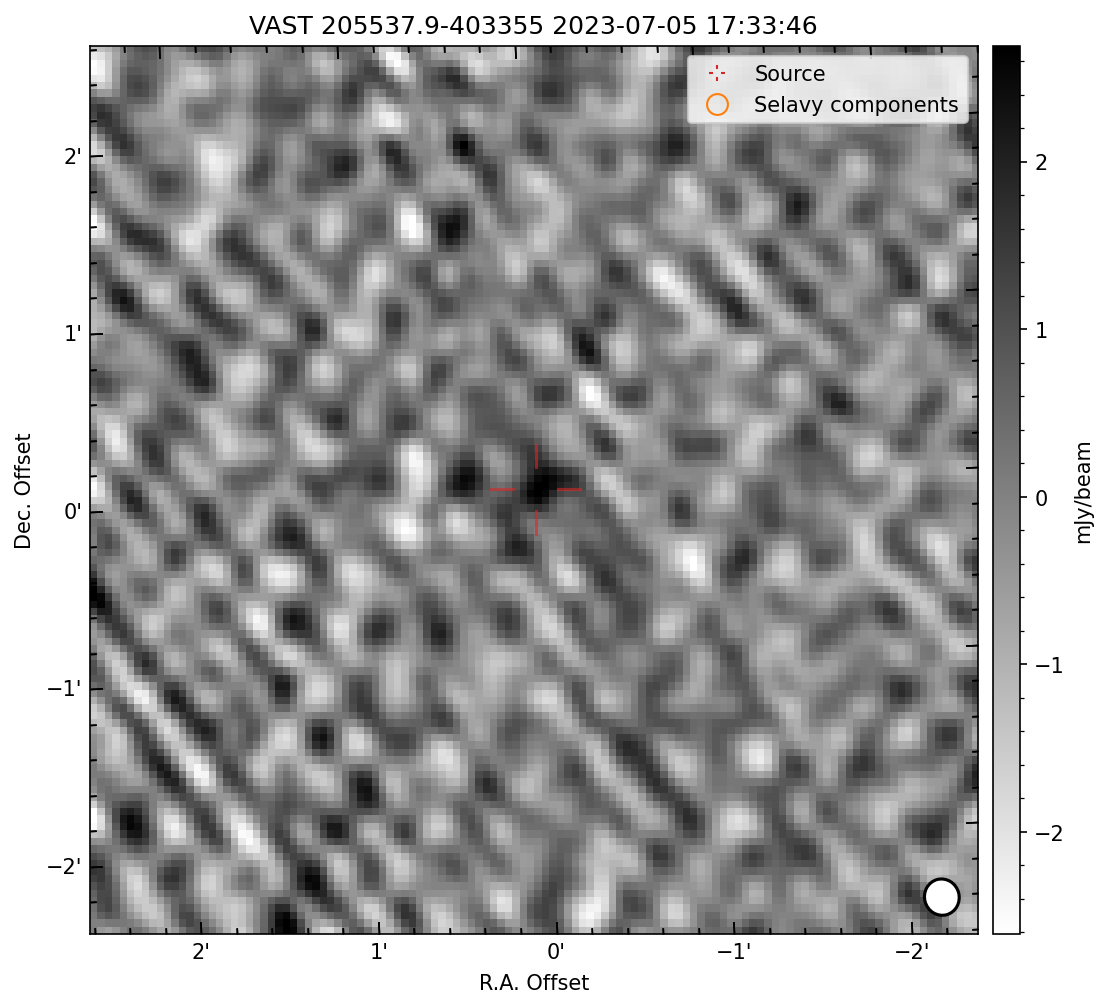 VAST 205537.9-403355 2023-07-05 17:33:46
Source
Selavy components
2'
1'
0'
−1'
−2'
Dec. Offset
2'
1'
0'
−1'
−2'
R.A. Offset
2
1
0
−1
−2
mJy/beam